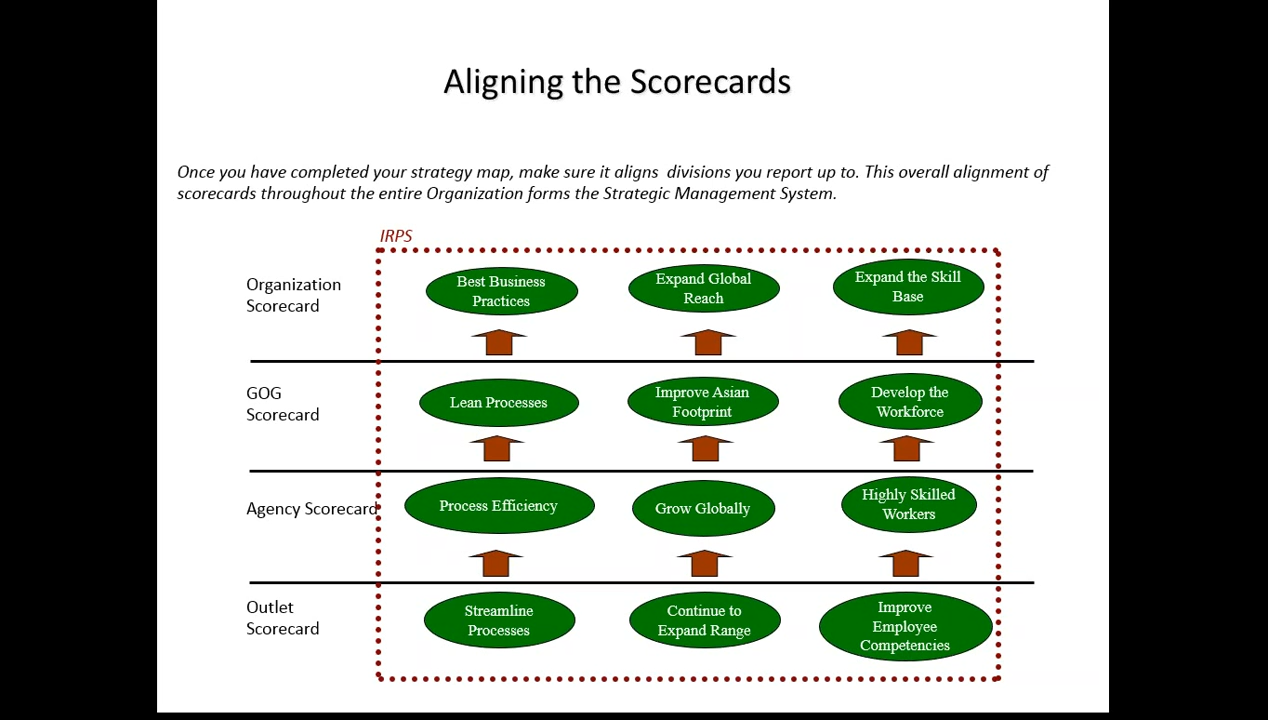 Aligning the Scorecards
Once you have completed your strategy map, make sure it aligns  divisions you report up to. This overall alignment of
scorecards throughout the entire Organization forms the Strategic Management System.
IRPS
Organization
Scorecard
Best Business
Practices
Expand Global
Reach
Expand the Skill
Base
GOG
Scorecard
Lean Processes
Improve Asian
Footprint
Develop the
Workforce
Agency Scorecard
Process Efficiency
Grow Globally
Highly Skilled
Workers
Outlet
Scorecard
Streamline
Processes
Continue to
Expand Range
Improve
Employee
Competencies